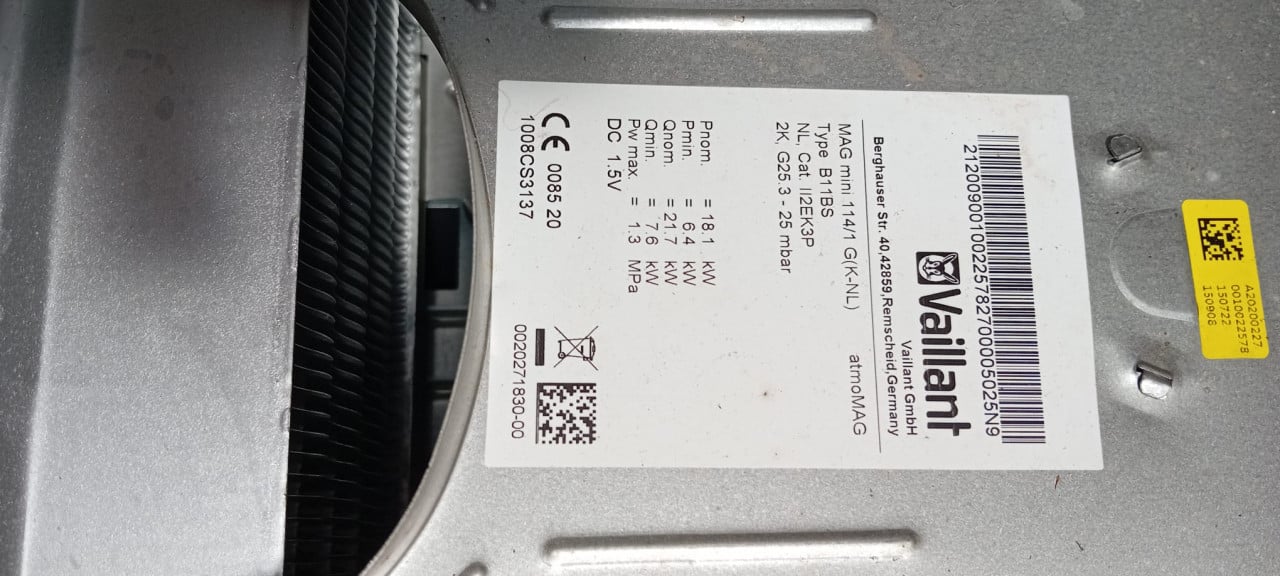 21200900100225782700005025N9
Vaillant
Vaillant GmbH
Berghauser Str. 40,42859,Remscheid,Germany
MAG mini 114/1 G(K-NL) atmoMAG
Type B11BS
NL, Cat. II2EK3P
2K, G25.3 - 25 mbar
Pnom. = 18.1 kW
Pmin. = 6.4 kW
Qnom. = 21.7 kW
Qmin. = 7.6 kW
Pw max. = 1.3 MPa
DC 1.5V
CE 0085 20
1008CS3137
0020271830-00
A20200227
0010022578
150722
150908